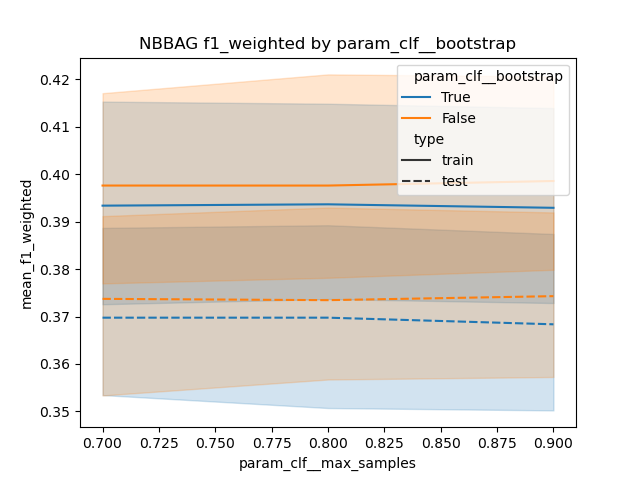 NBBAG f1_weighted by param_clf__bootstrap
param_clf__bootstrap
True
False
type
train
test
mean_f1_weighted
0.42
0.41
0.40
0.39
0.38
0.37
0.36
0.35
0.700 0.725 0.750 0.775 0.800 0.825 0.850 0.875 0.900
param_clf__max_samples